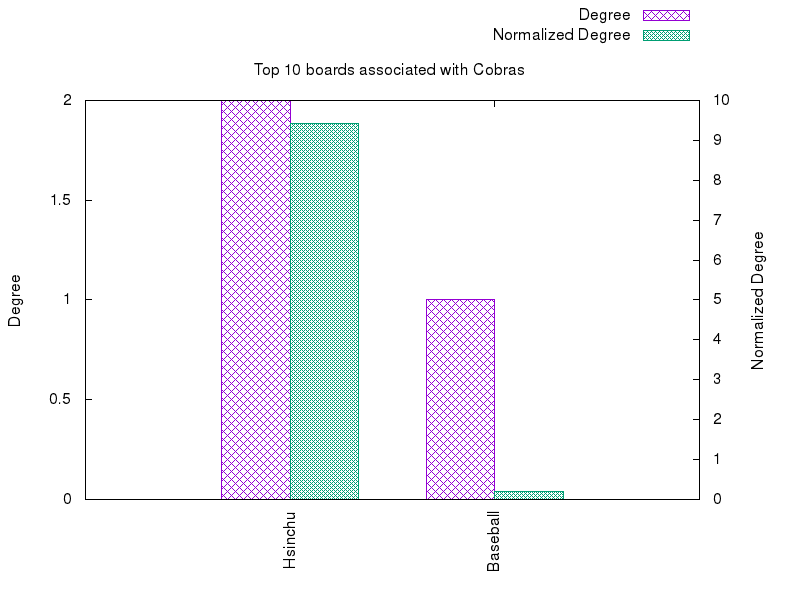 Degree
Normalized Degree
Top 10 boards associated with Cobras
2
1.5
1
0.5
0
10
9
8
7
6
5
4
3
2
1
0
Degree
Normalized Degree
Hsinchu
Baseball